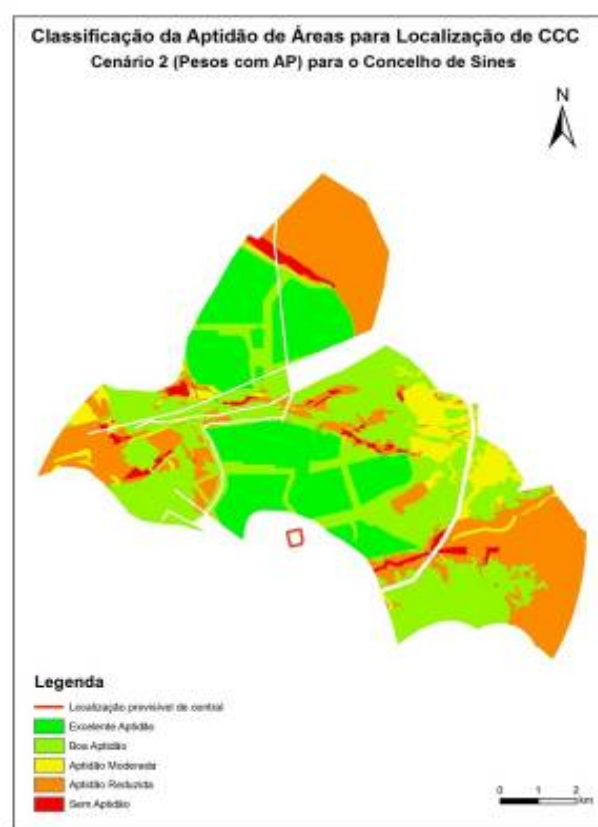 Classificação da Aptidão de Áreas para Localização de CCC
Cenário 2 (Pesos com AP) para o Concelho de Sines
N
Legenda
Localização previsível de central
Excelente Aptidão
Boa Aptidão
Aptidão Moderada
Aptidão Reduzida
Sem Aptidão
0 1 2
Km